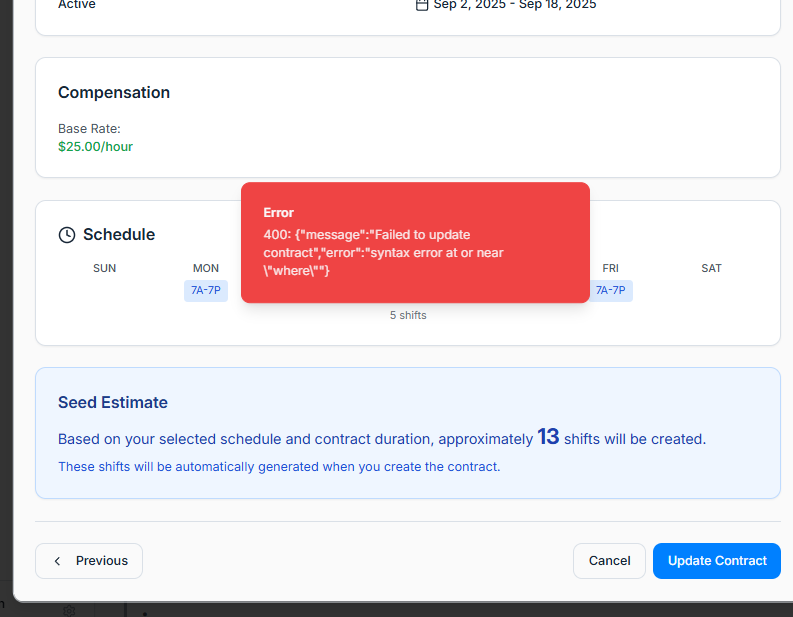 Active
Sep 2, 2025 - Sep 18, 2025
Compensation
Base Rate:
$25.00/hour
Error
400: {"message":"Failed to update
contract","error":"syntax error at or near
\"where\""}
Schedule
SUN
MON
FRI
SAT
7A-7P
7A-7P
5 shifts
Seed Estimate
Based on your selected schedule and contract duration, approximately 13 shifts will be created.
These shifts will be automatically generated when you create the contract.
Previous
Cancel
Update Contract